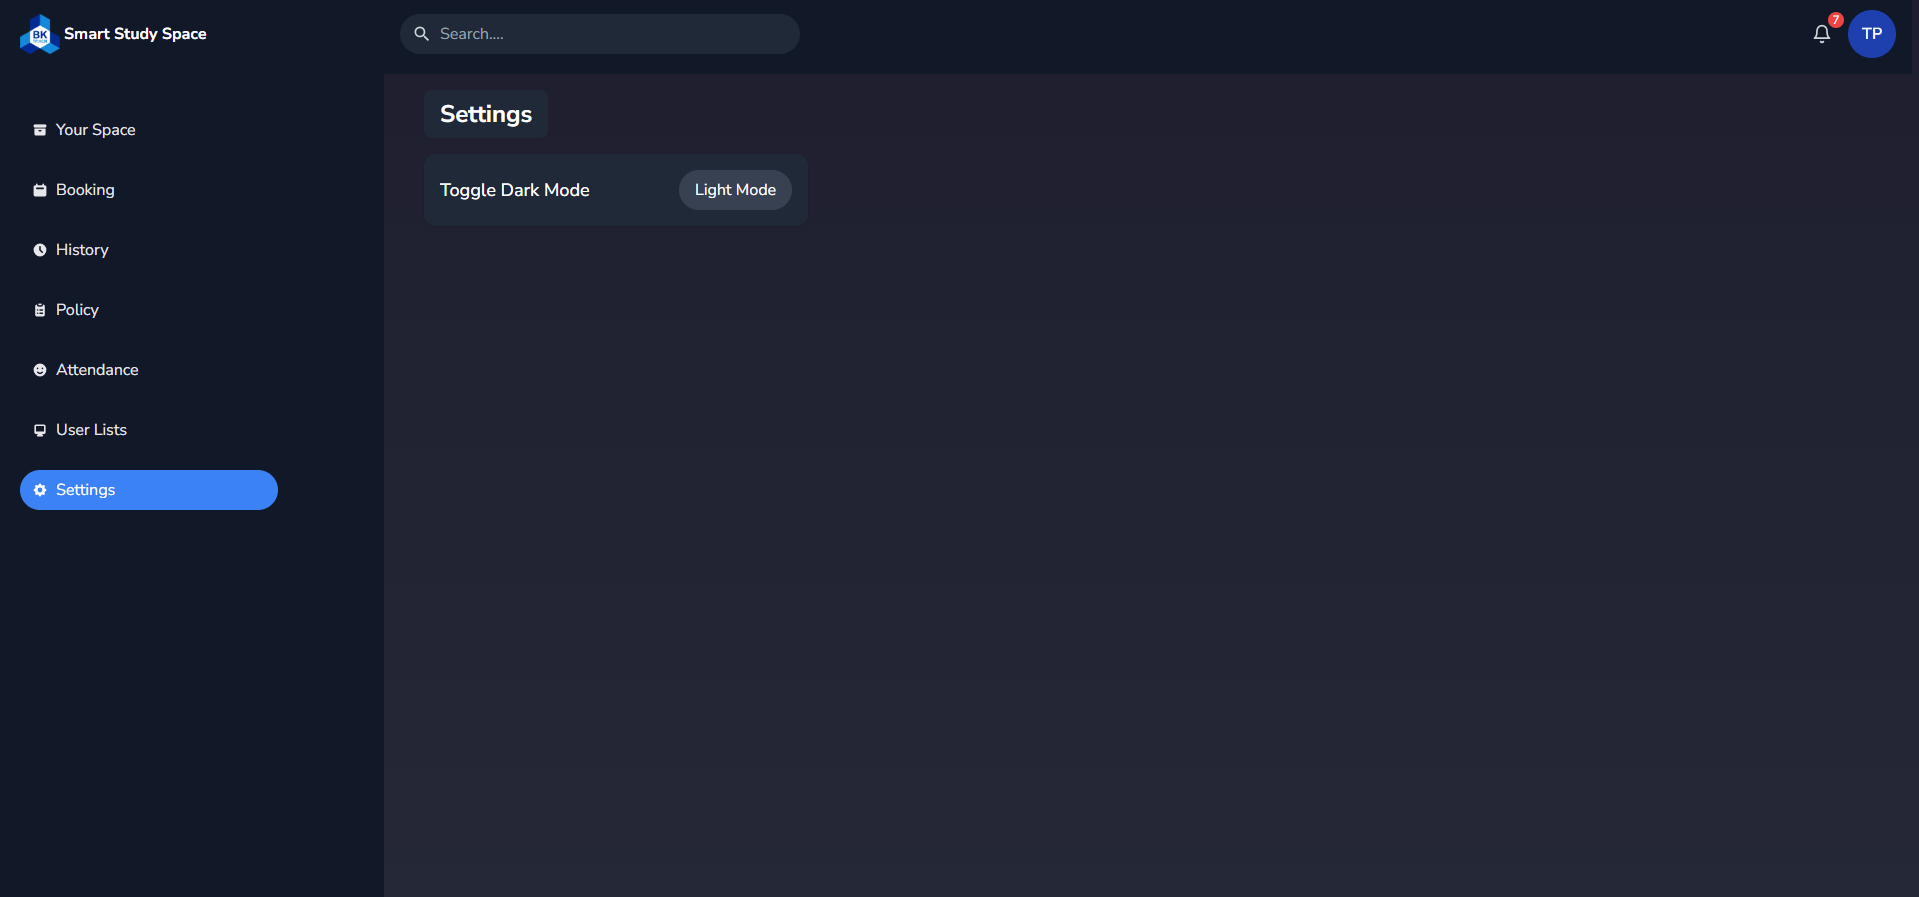 BK
Smart Study Space
Search....
7
TP
Your Space
Booking
History
Policy
Attendance
User Lists
Settings
Settings
Toggle Dark Mode
Light Mode